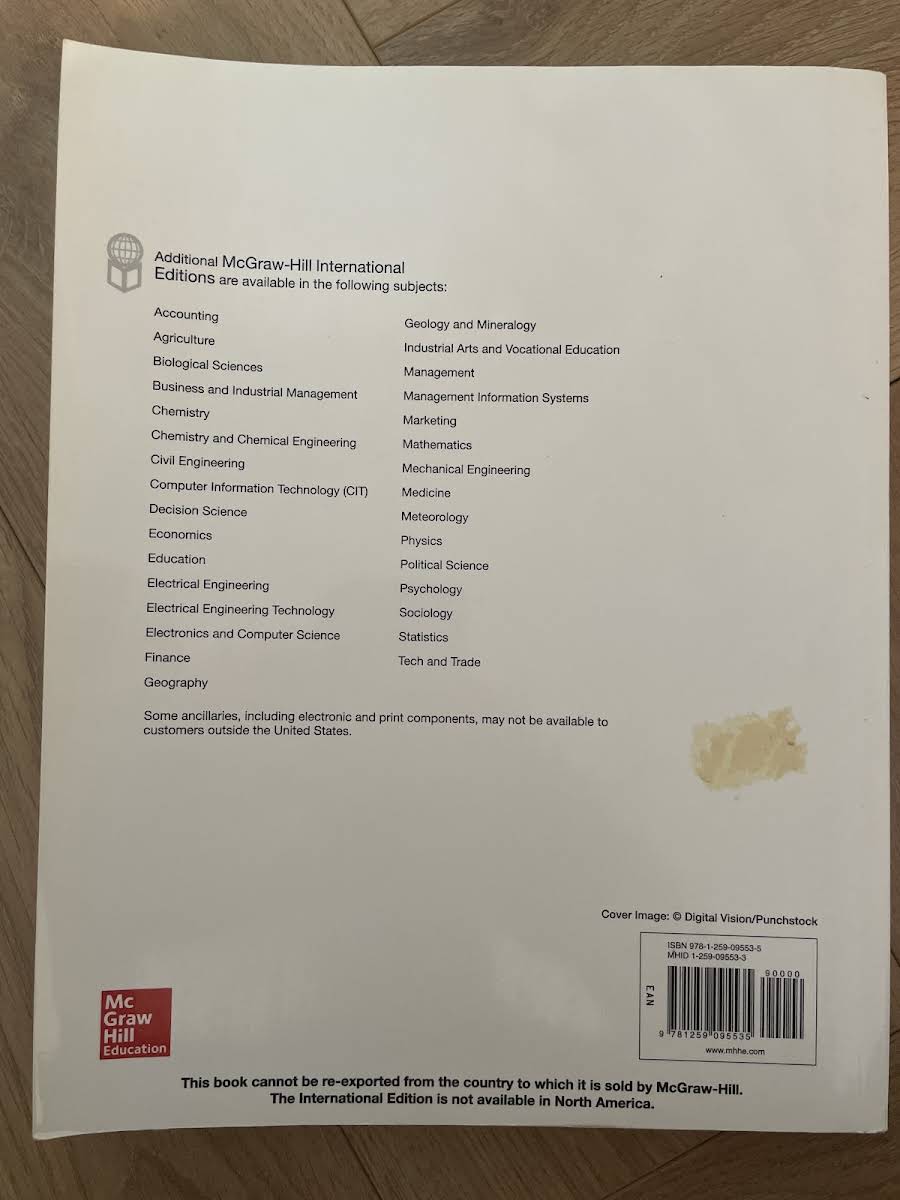 Additional McGraw-Hill International
Editions are available in the following subjects:
Accounting
Agriculture
Biological Sciences
Business and Industrial Management
Chemistry
Chemistry and Chemical Engineering
Civil Engineering
Computer Information Technology (CIT)
Decision Science
Economics
Education
Electrical Engineering
Electrical Engineering Technology
Electronics and Computer Science
Finance
Geography
Geology and Mineralogy
Industrial Arts and Vocational Education
Management
Management Information Systems
Marketing
Mathematics
Mechanical Engineering
Medicine
Meteorology
Physics
Political Science
Psychology
Sociology
Statistics
Tech and Trade
Some ancillaries, including electronic and print components, may not be available to
customers outside the United States.
Cover Image: © Digital Vision/Punchstock
ISBN 978-1-259-09553-5
MHID 1-259-09553-3
90000
EAN
9 781259 095535
www.mhhe.com
Mc
Graw
Hill
Education
This book cannot be re-exported from the country to which it is sold by McGraw-Hill.
The International Edition is not available in North America.